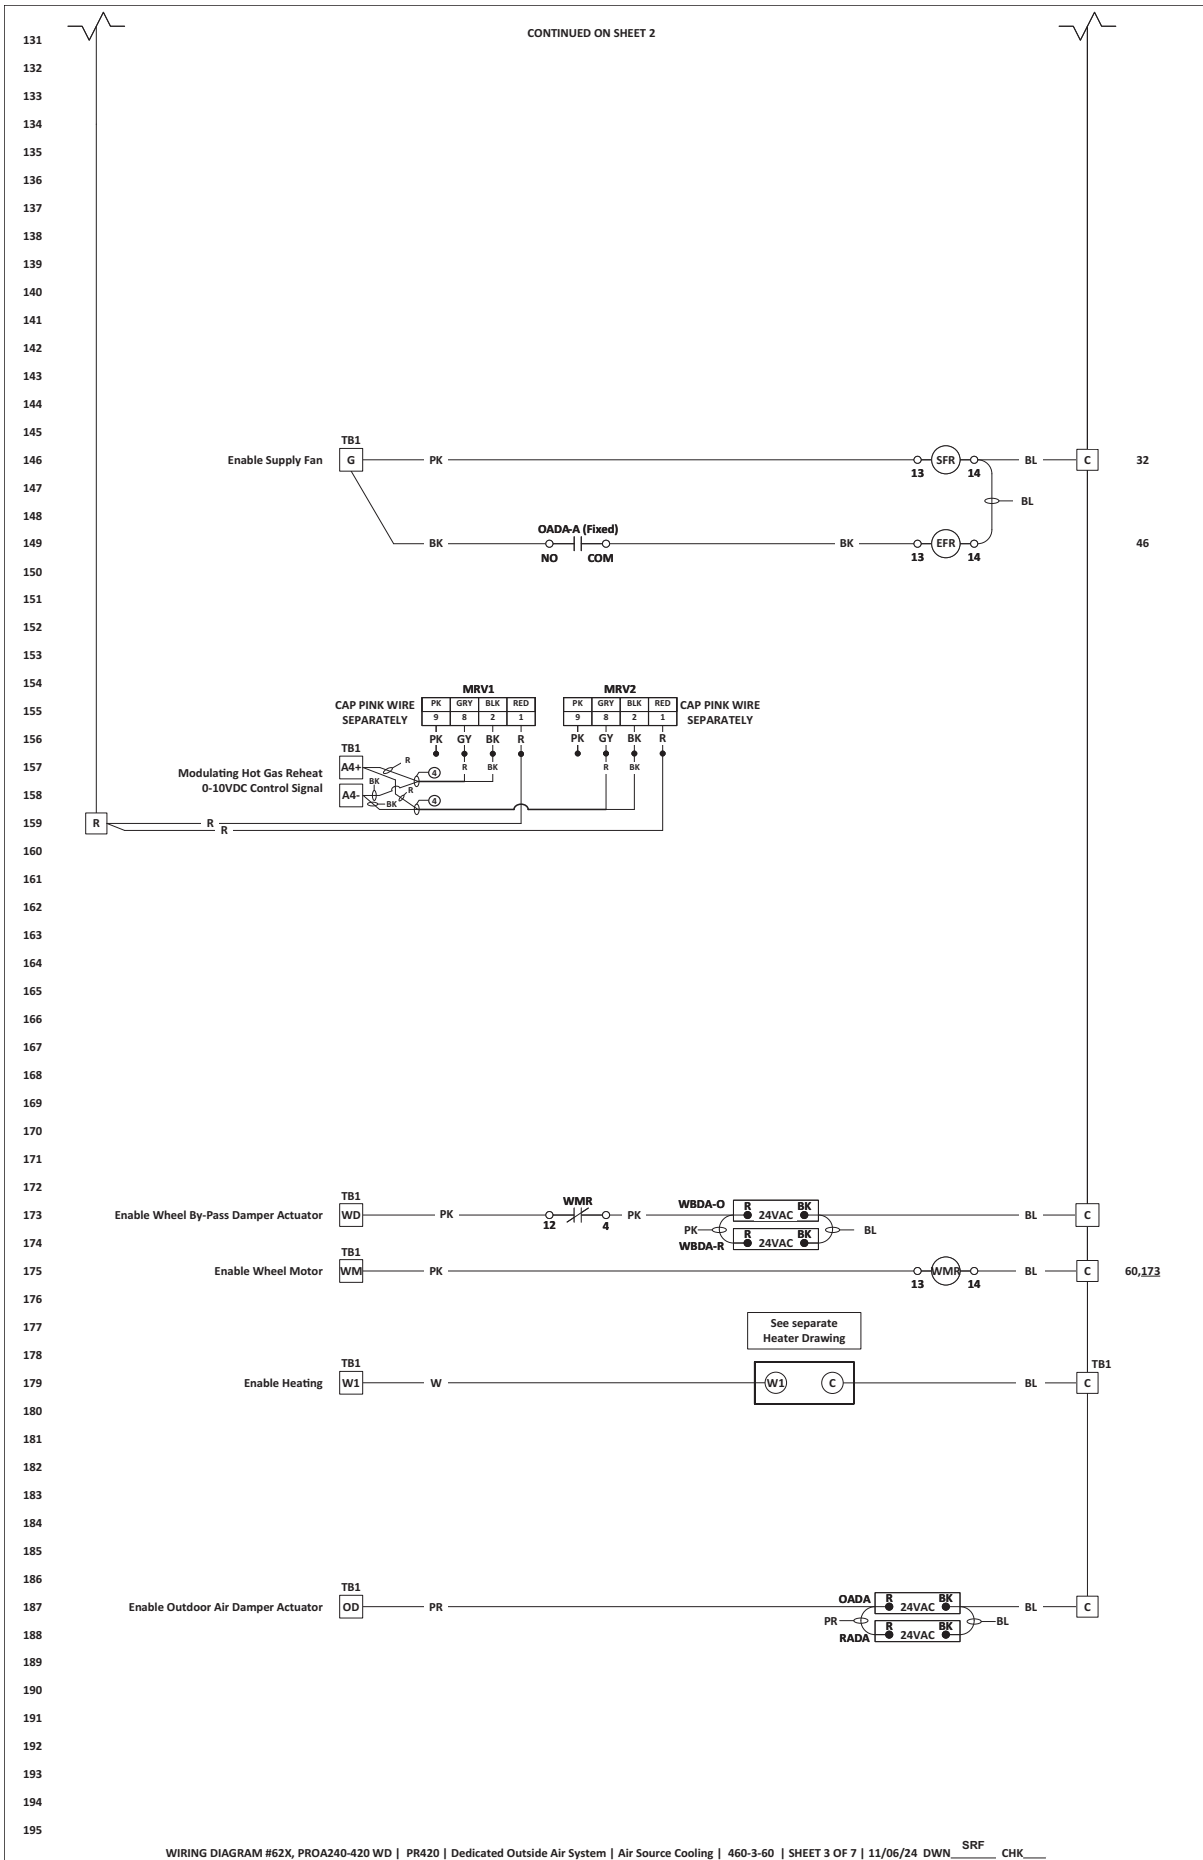 CONTINUED ON SHEET 2
131
132
133
134
135
136
137
138
139
140
141
142
143
144
145
TB1
146 Enable Supply Fan G PK 13 SFR 14 BL C 32
147
BL
148
OADA-A (Fixed)
149 BK NO COM BK 13 EFR 14 46
150
151
152
153
154
MRV1 MRV2
CAP PINK WIRE SEPARATELY PK GRY BLK RED PK GRY BLK RED CAP PINK WIRE SEPARATELY
155 9 8 2 1 9 8 2 1
156 PK GY BK R PK GY BK R
TB1
157 Modulating Hot Gas Reheat A4+ R 4 R BK R BK
0-10VDC Control Signal
158 A4- BK R BK 4
159 R R
R
160
161
162
163
164
165
166
167
168
169
170
171
172
TB1 WMR WBDA-O R BK
173 Enable Wheel By-Pass Damper Actuator WD PK 12 4 PK 24VAC BL C
PK R BK BL
174 WBDA-R 24VAC
TB1
175 Enable Wheel Motor WM PK 13 WMR 14 BL C 60,173
176
177 See separate
Heater Drawing
178
TB1 TB1
179 Enable Heating W1 W W1 C BL C
180
181
182
183
184
185
186
TB1 OADA R BK
187 Enable Outdoor Air Damper Actuator OD PR 24VAC BL C
PR R BK BL
188 RADA 24VAC
189
190
191
192
193
194
195
WIRING DIAGRAM #62X, PROA240-420 WD | PR420 | Dedicated Outside Air System | Air Source Cooling | 460-3-60 | SHEET 3 OF 7 | 11/06/24 DWN SRF CHK